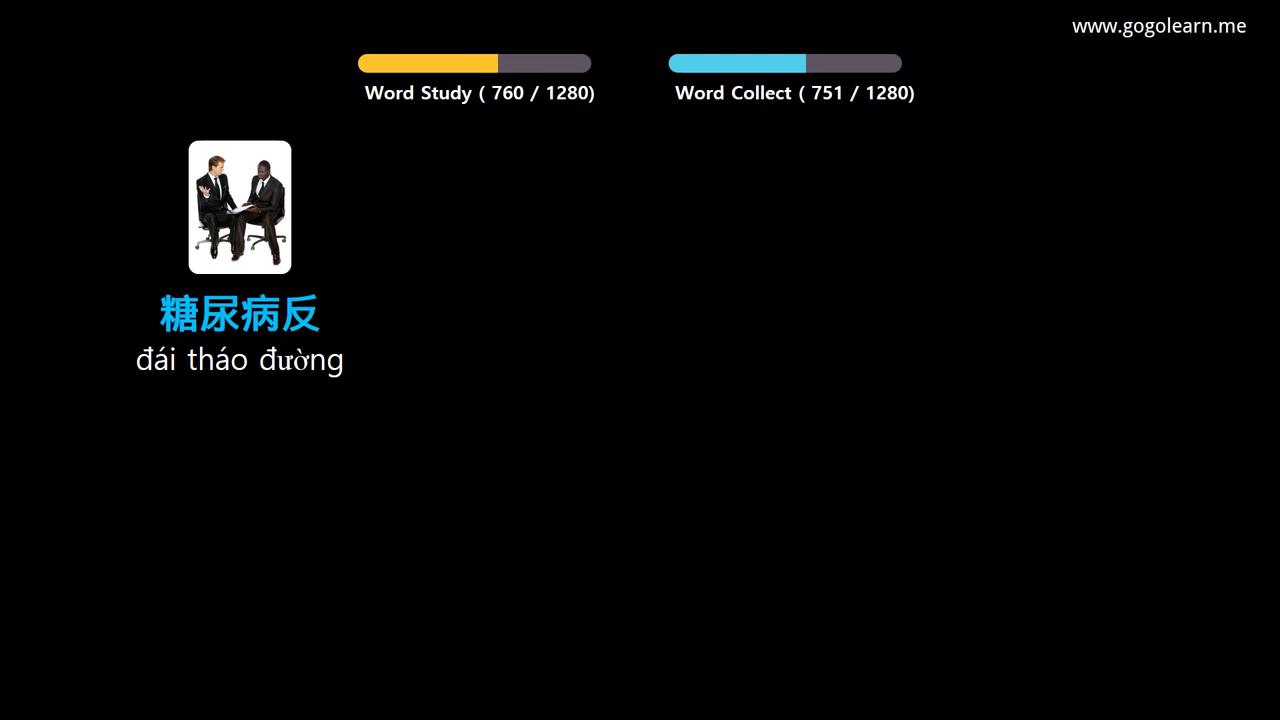 www.gogolearn.me
Word Study ( 760 / 1280)
Word Collect ( 751 / 1280)
糖尿病反
đái tháo đường